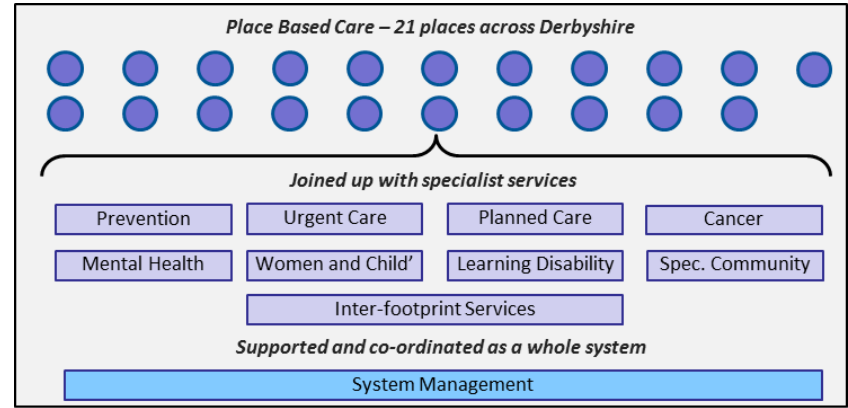 Place Based Care – 21 places across Derbyshire
Joined up with specialist services
Prevention
Urgent Care
Planned Care
Cancer
Mental Health
Women and Child'
Learning Disability
Spec. Community
Inter-footprint Services
Supported and co-ordinated as a whole system
System Management